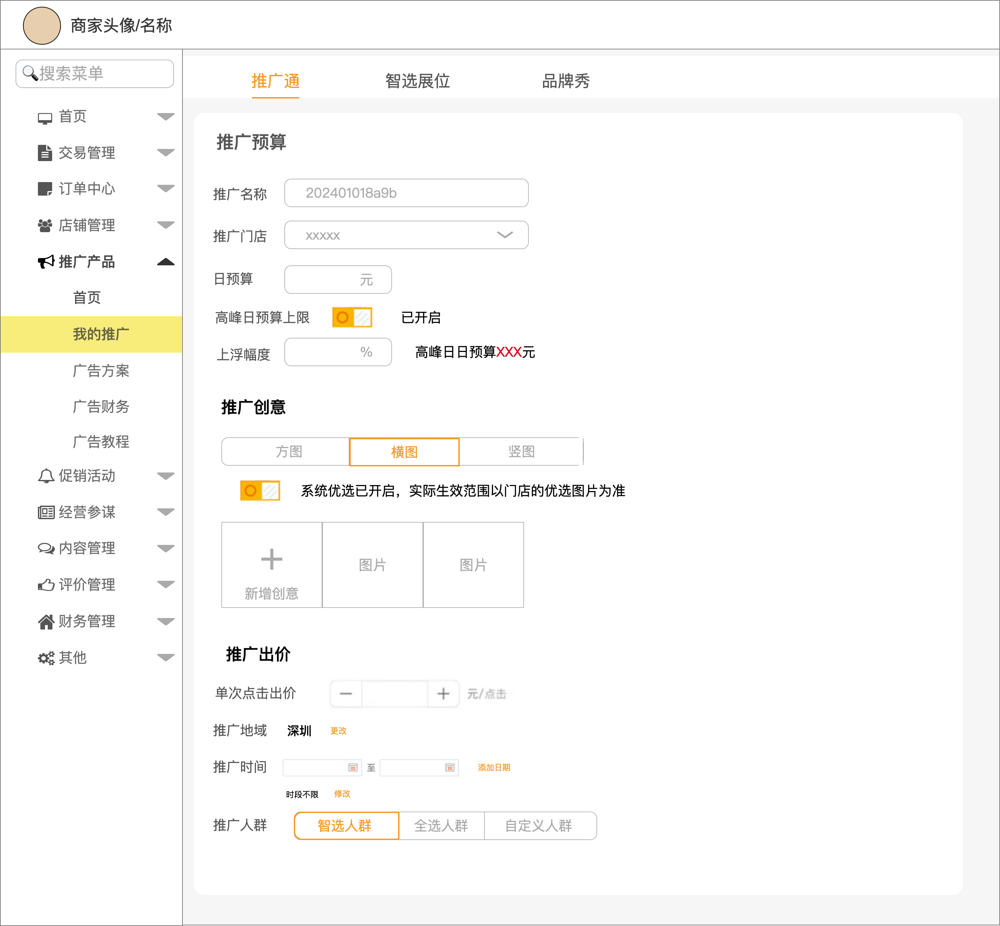 商家头像/名称
搜索菜单
首页
交易管理
订单中心
店铺管理
推广产品
首页
我的推广
广告方案
广告财务
广告教程
促销活动
经营参谋
内容管理
评价管理
财务管理
其他
推广通 智选展位 品牌秀
推广预算
推广名称 202401018a9b
推广门店 xxxxx
日预算 元
高峰日预算上限 已开启
上浮幅度 % 高峰日日预算XXX元
推广创意
方图 横图 竖图
系统优选已开启，实际生效范围以门店的优选图片为准
图片 图片
新增创意
推广出价
单次点击出价 元/点击
推广地域 深圳 更改
推广时间 至 添加日期
时段不限 修改
推广人群 智选人群 全选人群 自定义人群